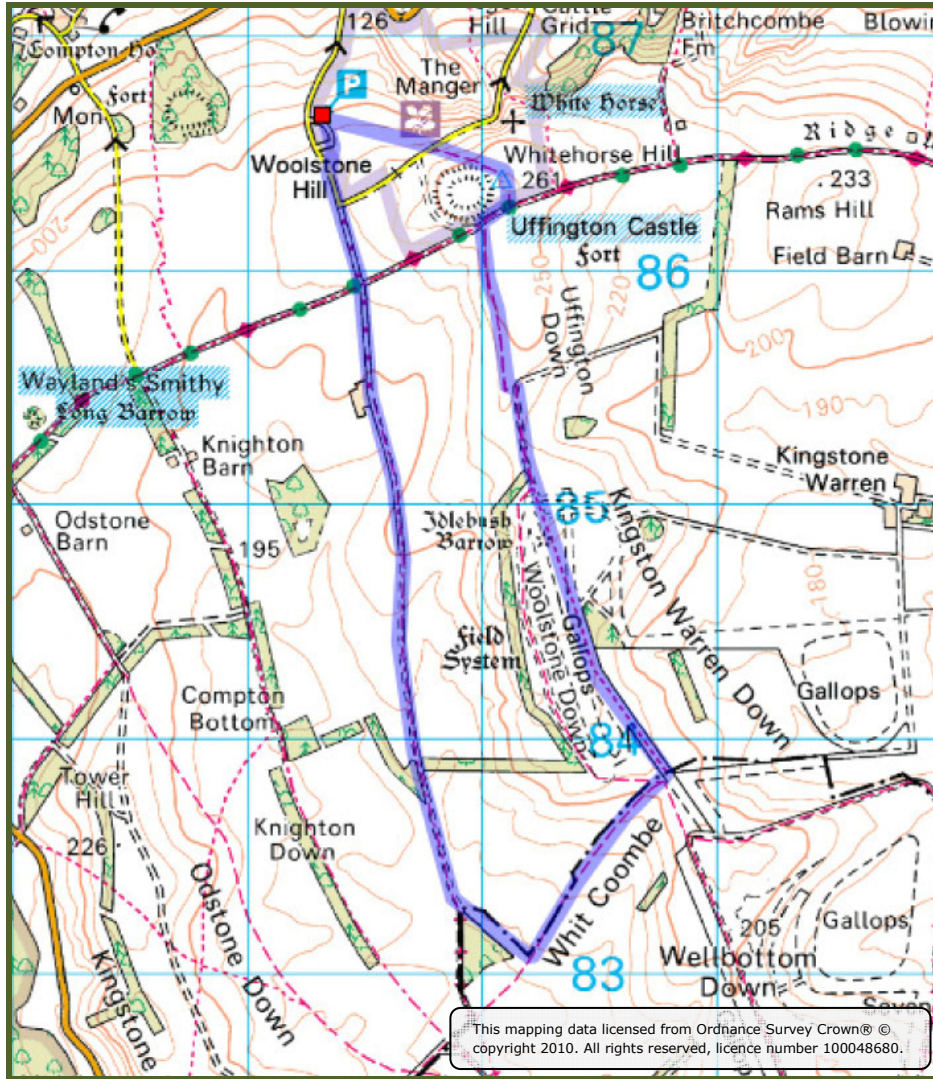 126
Hill
Cattle
Grid
87
Britchcombe
Fm
Blowin
Compton Ho
Fort
Mon
P
The
Manger
White Horse
Ridge
Woolstone
Hill
Whitehorse Hill
261
.233
Rams Hill
200
Uffington Castle
Fort
Field Barn
86
250
220
Uffington
Down
200
190
Wayland's Smithy
Long Barrow
Knighton
Barn
Kingstone
Warren
85
Odstone
Barn
195
Idlebush
Barrow
Kingston Warren Down
180
Woolstone Down
Gallops
Field
System
Compton
Bottom
Gallops
84
Tower
Hill
226
Knighton
Down
Odstone Down
Whit Coombe
Gallops
205
Wellbottom
Down
83
Kingstone
Seven
This mapping data licensed from Ordnance Survey Crown® ©
copyright 2010. All rights reserved, licence number 100048680.